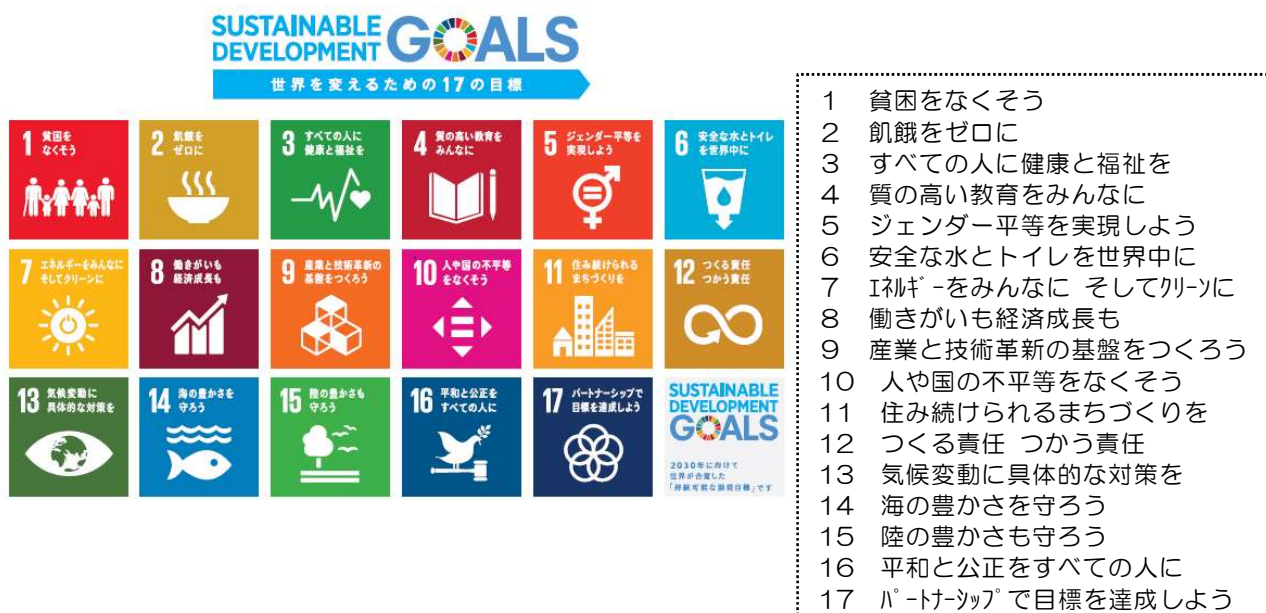 SUSTAINABLE
DEVELOPMENT GOALS
世界を変えるための17の目標
1 貧困を
なくそう
2 飢餓を
ゼロに
3 すべての人に
健康と福祉を
4 質の高い教育を
みんなに
5 ジェンダー平等を
実現しよう
6 安全な水とトイレ
を世界中に
7 エネルギーをみんなに
そしてクリーンに
8 働きがいも
経済成長も
9 産業と技術革新の
基盤をつくろう
10 人や国の不平等
をなくそう
11 住み続けられる
まちづくりを
12 つくる責任
つかう責任
13 気候変動に
具体的な対策を
14 海の豊かさを
守ろう
15 陸の豊かさも
守ろう
16 平和と公正を
すべての人に
17 パートナーシップで
目標を達成しよう
SUSTAINABLE
DEVELOPMENT
GOALS
2030年に向けて
世界が合意した
「持続可能な開発目標」です
1 貧困をなくそう
2 飢餓をゼロに
3 すべての人に健康と福祉を
4 質の高い教育をみんなに
5 ジェンダー平等を実現しよう
6 安全な水とトイレを世界中に
7 ｴﾈﾙｷﾞｰをみんなに そしてｸﾘｰﾝに
8 働きがいも経済成長も
9 産業と技術革新の基盤をつくろう
10 人や国の不平等をなくそう
11 住み続けられるまちづくりを
12 つくる責任 つかう責任
13 気候変動に具体的な対策を
14 海の豊かさを守ろう
15 陸の豊かさも守ろう
16 平和と公正をすべての人に
17 ﾊﾟｰﾄﾅｰｼｯﾌﾟで目標を達成しよう